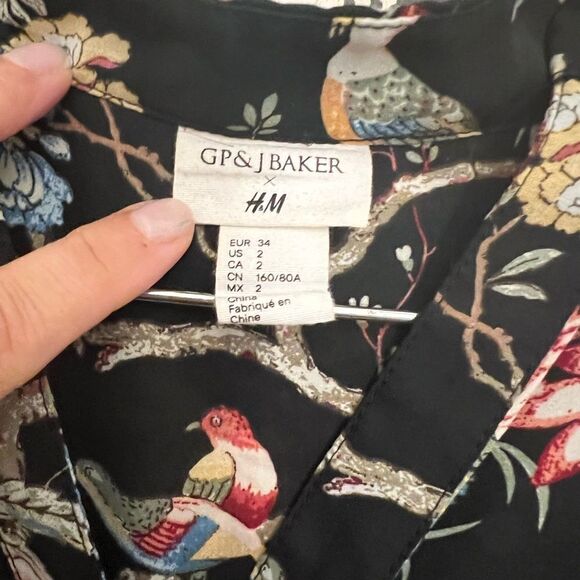 GP & J BAKER
×
H&M
EUR 34
US 2
CA 2
CN 160/80A
MX 2
China
Fabriqué en
Chine